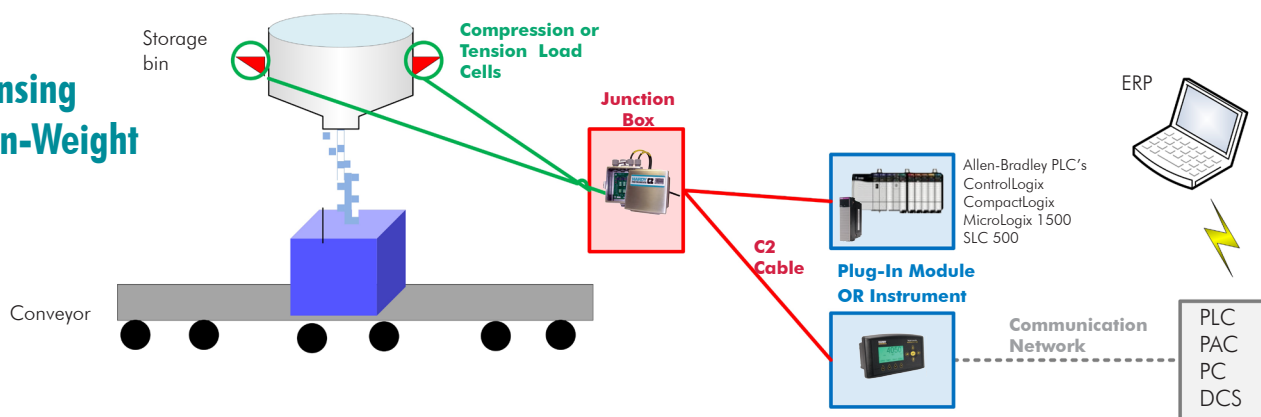 Storage
bin
Compression or
Tension Load
Cells
nsing
n-Weight
Junction
Box
ERP
Allen-Bradley PLC's
ControlLogix
CompactLogix
MicroLogix 1500
SLC 500
C2
Cable
Plug-In Module
OR Instrument
Conveyor
Communication
Network
PLC
PAC
PC
DCS